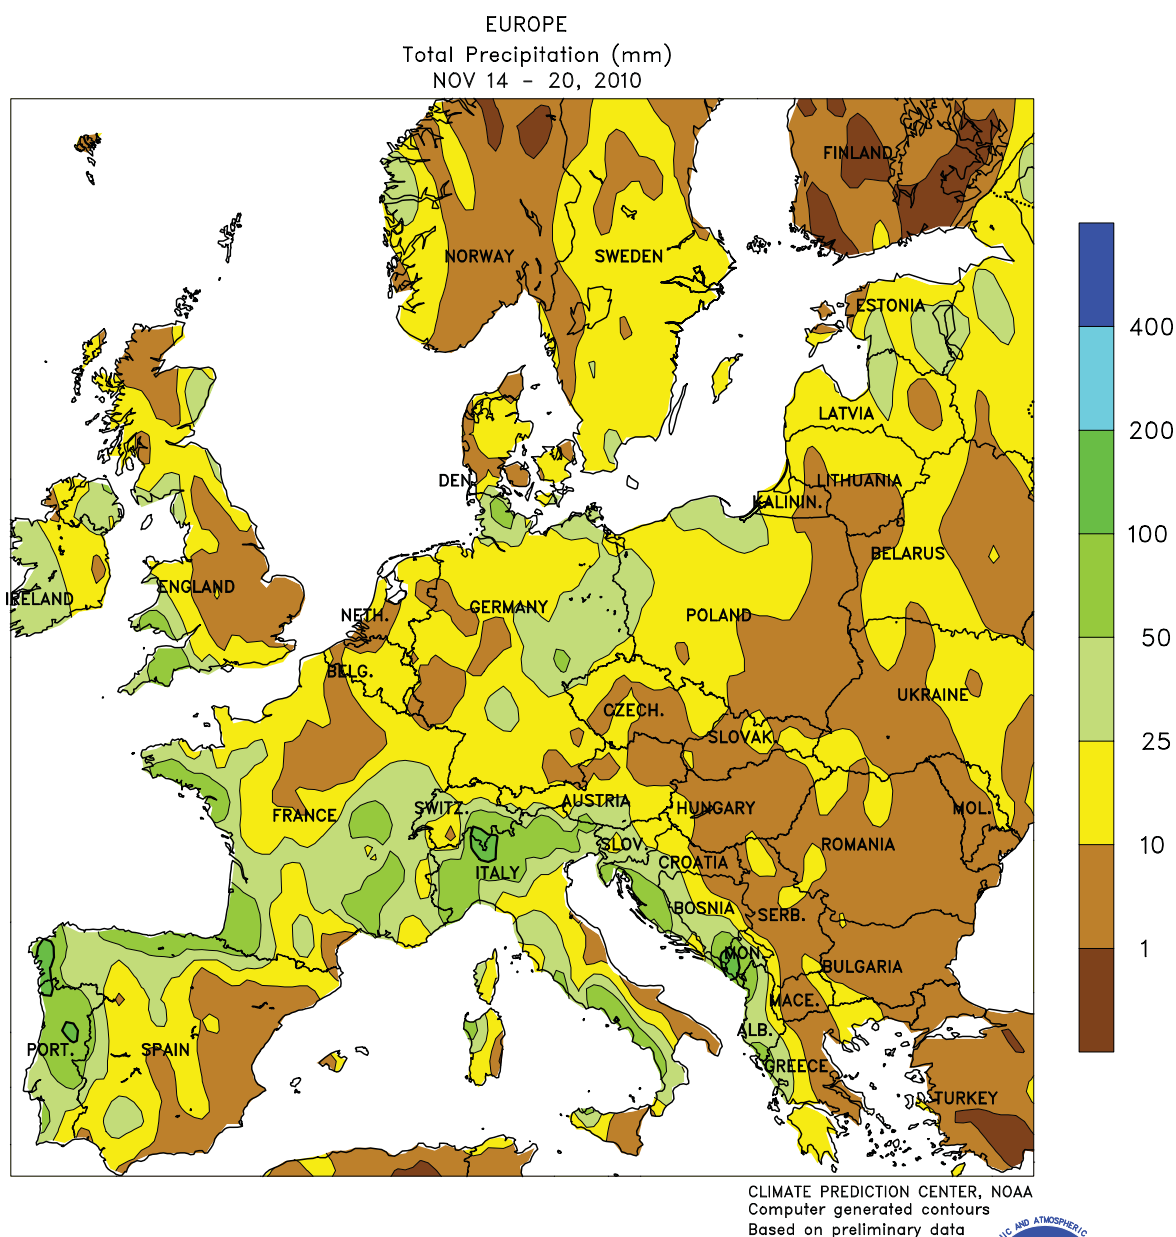 EUROPE
Total Precipitation (mm)
NOV 14 - 20, 2010
FINLAND
NORWAY
SWEDEN
ESTONIA
LATVIA
LITHUANIA
DEN.
KALININ.
BELARUS
IRELAND
ENGLAND
NETH.
GERMANY
POLAND
BELG.
UKRAINE
CZECH.
SLOVAK.
FRANCE
SWITZ.
AUSTRIA
HUNGARY
MOL.
ROMANIA
SLOV.
CROATIA
ITALY
BOSNIA
SERB.
MON.
BULGARIA
MACE.
PORT.
SPAIN
ALB.
GREECE
TURKEY
400
200
100
50
25
10
1
CLIMATE PREDICTION CENTER, NOAA
Computer generated contours
Based on preliminary data
AND ATMOSPHERIC